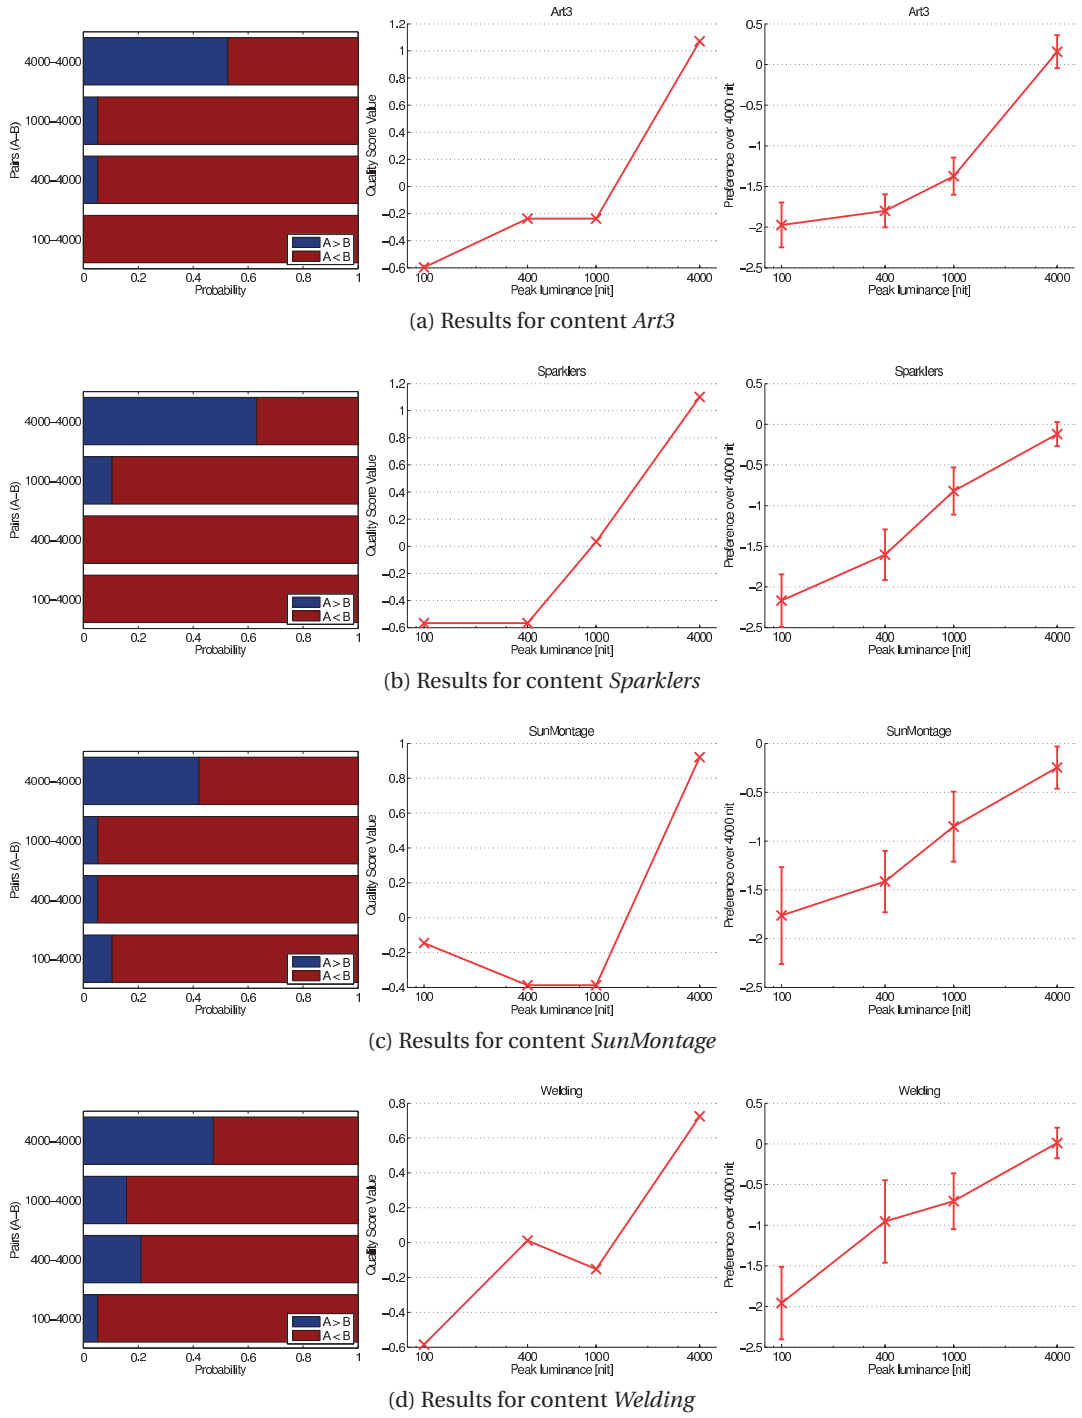 Art3
Art3
Pairs (A–B)
4000–4000
1000–4000
400–4000
100–4000
A > B
A < B
0 0.2 0.4 0.6 0.8 1
Probability
Quality Score Value
1.2
1
0.8
0.6
0.4
0.2
0
−0.2
−0.4
−0.6
100 400 1000 4000
Peak luminance [nit]
Preference over 4000 nit
0.5
0
−0.5
−1
−1.5
−2
−2.5
100 400 1000 4000
Peak luminance [nit]
(a) Results for content Art3
Sparklers
Sparklers
Pairs (A–B)
4000–4000
1000–4000
400–4000
100–4000
A > B
A < B
0 0.2 0.4 0.6 0.8 1
Probability
Quality Score Value
1.2
1
0.8
0.6
0.4
0.2
0
−0.2
−0.4
−0.6
100 400 1000 4000
Peak luminance [nit]
Preference over 4000 nit
0.5
0
−0.5
−1
−1.5
−2
−2.5
100 400 1000 4000
Peak luminance [nit]
(b) Results for content Sparklers
SunMontage
SunMontage
Pairs (A–B)
4000–4000
1000–4000
400–4000
100–4000
A > B
A < B
0 0.2 0.4 0.6 0.8 1
Probability
Quality Score Value
1
0.8
0.6
0.4
0.2
0
−0.2
−0.4
100 400 1000 4000
Peak luminance [nit]
Preference over 4000 nit
0
−0.5
−1
−1.5
−2
−2.5
100 400 1000 4000
Peak luminance [nit]
(c) Results for content SunMontage
Welding
Welding
Pairs (A–B)
4000–4000
1000–4000
400–4000
100–4000
A > B
A < B
0 0.2 0.4 0.6 0.8 1
Probability
Quality Score Value
0.8
0.6
0.4
0.2
0
−0.2
−0.4
−0.6
100 400 1000 4000
Peak luminance [nit]
Preference over 4000 nit
0.5
0
−0.5
−1
−1.5
−2
−2.5
100 400 1000 4000
Peak luminance [nit]
(d) Results for content Welding